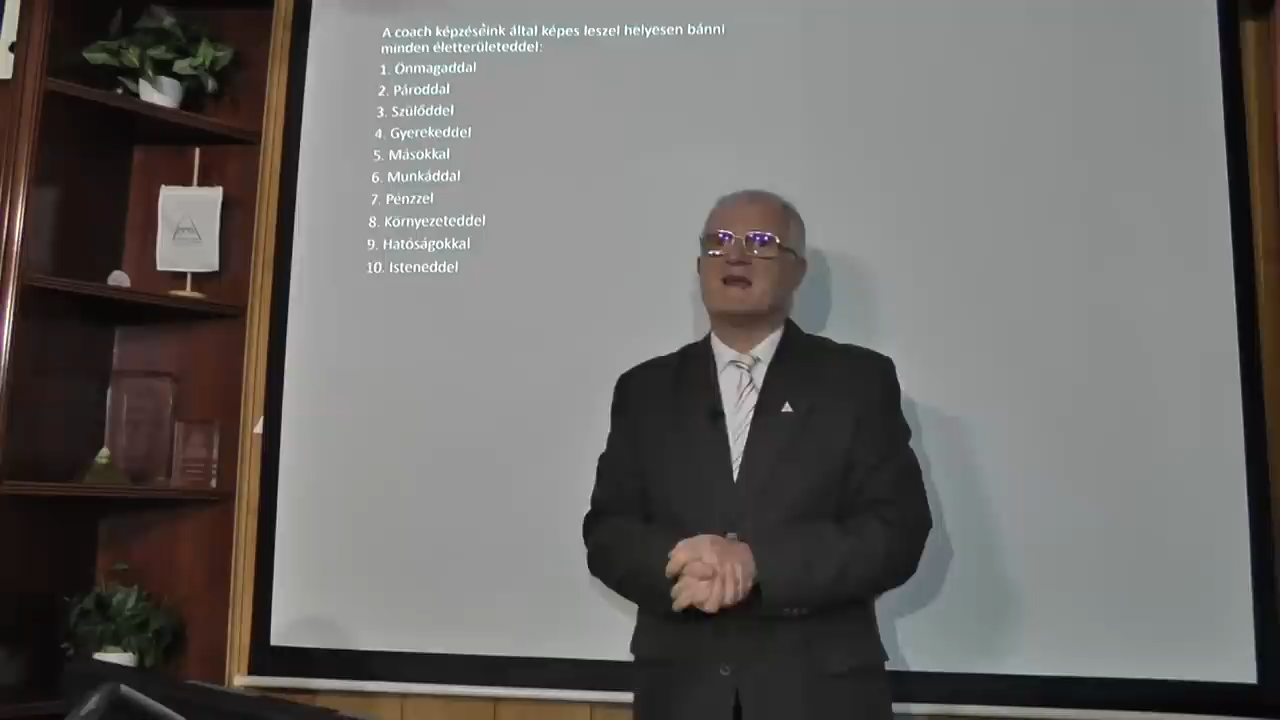 A coach képzéseink által képes leszel helyesen bánni
minden életterületeddel:
1. Önmagaddal
2. Pároddal
3. Szülőddel
4. Gyerekeddel
5. Másokkal
6. Munkáddal
7. Pénzzel
8. Környezeteddel
9. Hatóságokkal
10. Isteneddel